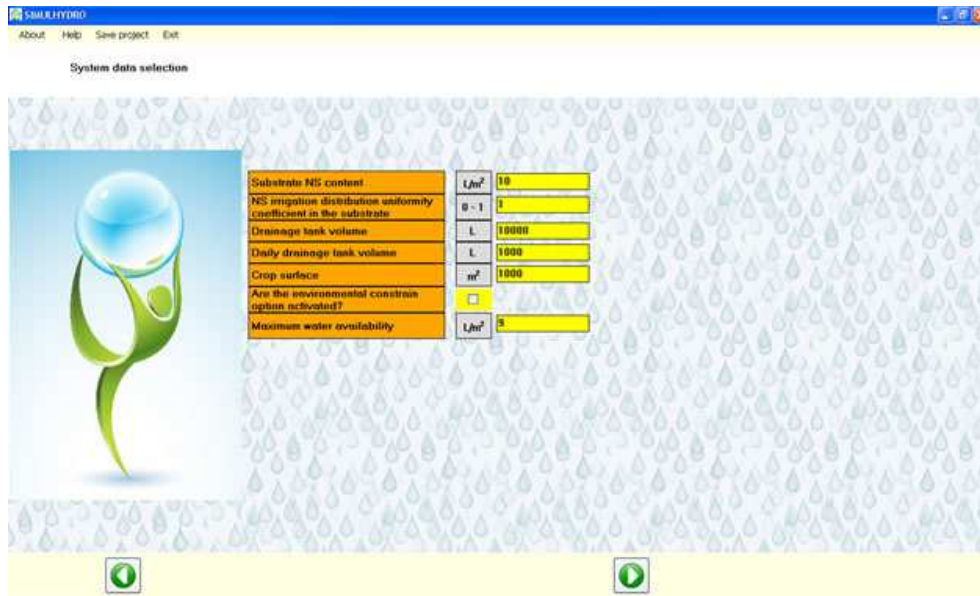 SIMULHYDRO
About Help Save project Exit
System data selection
Substrate NS content L/m² 10
NS irrigation distribution uniformity
coefficient in the substrate 0 - 1 1
Drainage tank volume L 10000
Daily drainage tank volume L 1000
Crop surface m² 1000
Are the environmental constrain
option activated?
Maximum water availability L/m² 9